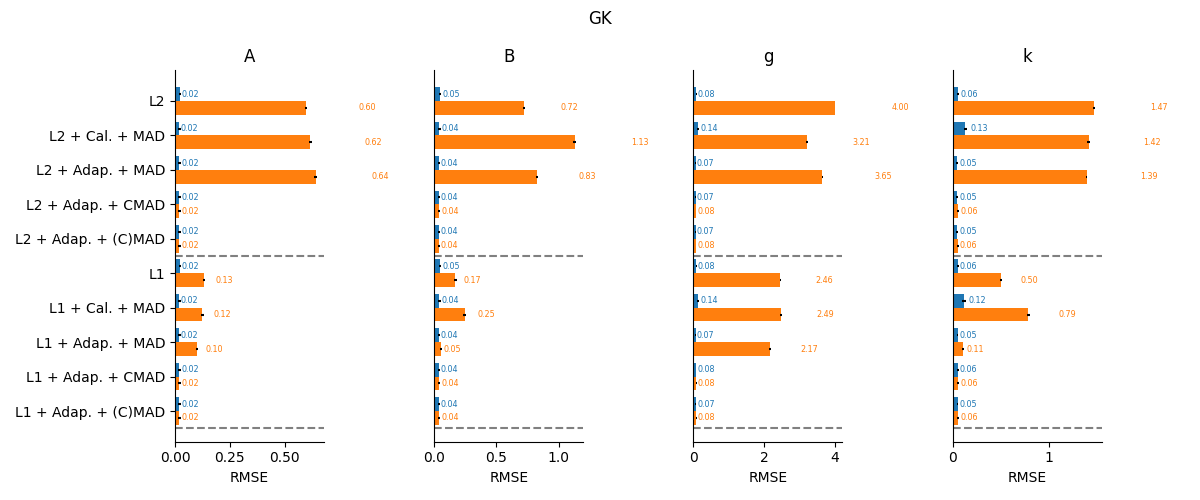 GK
A B g k
L2 0.02 0.60 0.05 0.72 0.08 4.00 0.06 1.47
L2 + Cal. + MAD 0.02 0.62 0.04 1.13 0.14 3.21 0.13 1.42
L2 + Adap. + MAD 0.02 0.64 0.04 0.83 0.07 3.65 0.05 1.39
L2 + Adap. + CMAD 0.02 0.02 0.04 0.04 0.07 0.08 0.05 0.06
L2 + Adap. + (C)MAD 0.02 0.02 0.04 0.04 0.07 0.08 0.05 0.06
L1 0.02 0.13 0.05 0.17 0.08 2.46 0.06 0.50
L1 + Cal. + MAD 0.02 0.12 0.04 0.25 0.14 2.49 0.12 0.79
L1 + Adap. + MAD 0.02 0.10 0.04 0.05 0.07 2.17 0.05 0.11
L1 + Adap. + CMAD 0.02 0.02 0.04 0.04 0.08 0.08 0.06 0.06
L1 + Adap. + (C)MAD 0.02 0.02 0.04 0.04 0.07 0.08 0.05 0.06
0.00 0.25 0.50 0.0 0.5 1.0 0 2 4 0 1
RMSE RMSE RMSE RMSE